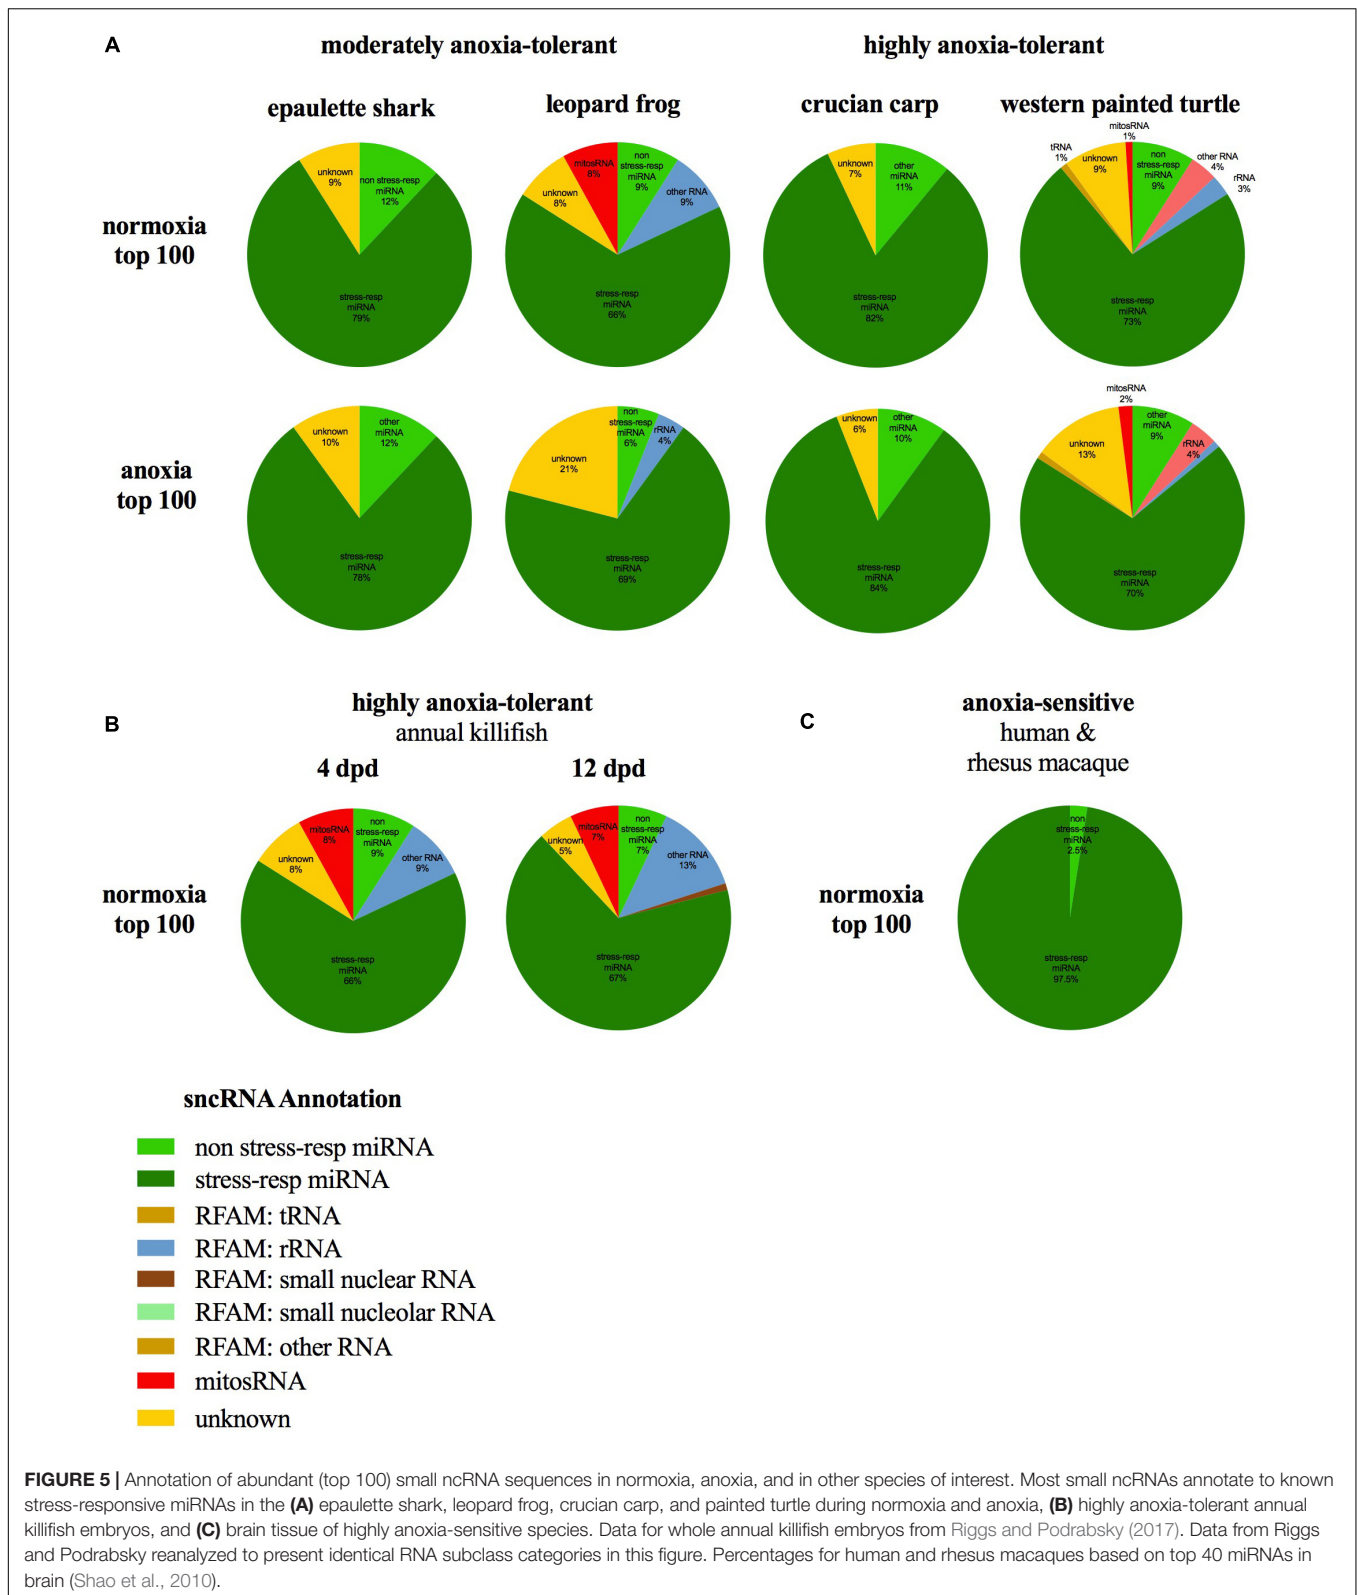 A
moderately anoxia-tolerant
highly anoxia-tolerant
epaulette shark
leopard frog
crucian carp
western painted turtle
normoxia
top 100
unknown
9%
non stress-resp
miRNA
12%
stress-resp
miRNA
79%
mitosRNA
8%
non
stress-resp
miRNA
9%
other RNA
9%
unknown
8%
stress-resp
miRNA
66%
unknown
7%
other
miRNA
11%
stress-resp
miRNA
82%
mitosRNA
1%
tRNA
1%
unknown
9%
non
stress-resp
miRNA
9%
other RNA
4%
rRNA
3%
stress-resp
miRNA
73%
anoxia
top 100
unknown
10%
other
miRNA
12%
stress-resp
miRNA
78%
non
stress-resp
miRNA
6%
rRNA
4%
unknown
21%
stress-resp
miRNA
69%
unknown
6%
other
miRNA
10%
stress-resp
miRNA
84%
mitosRNA
2%
other
miRNA
9%
rRNA
4%
unknown
13%
stress-resp
miRNA
70%
B
highly anoxia-tolerant
annual killifish
4 dpd
12 dpd
normoxia
top 100
mitosRNA
8%
non
stress-resp
miRNA
9%
other RNA
9%
unknown
8%
stress-resp
miRNA
66%
mitosRNA
7%
non
stress-resp
miRNA
7%
other RNA
13%
unknown
5%
stress-resp
miRNA
67%
C
anoxia-sensitive
human &
rhesus macaque
normoxia
top 100
non
stress-resp
miRNA
2.5%
stress-resp
miRNA
97.5%
sncRNA Annotation
non stress-resp miRNA
stress-resp miRNA
RFAM: tRNA
RFAM: rRNA
RFAM: small nuclear RNA
RFAM: small nucleolar RNA
RFAM: other RNA
mitosRNA
unknown
FIGURE 5 | Annotation of abundant (top 100) small ncRNA sequences in normoxia, anoxia, and in other species of interest. Most small ncRNAs annotate to known
stress-responsive miRNAs in the (A) epaulette shark, leopard frog, crucian carp, and painted turtle during normoxia and anoxia, (B) highly anoxia-tolerant annual
killifish embryos, and (C) brain tissue of highly anoxia-sensitive species. Data for whole annual killifish embryos from Riggs and Podrabsky (2017). Data from Riggs
and Podrabsky reanalyzed to present identical RNA subclass categories in this figure. Percentages for human and rhesus macaques based on top 40 miRNAs in
brain (Shao et al., 2010).